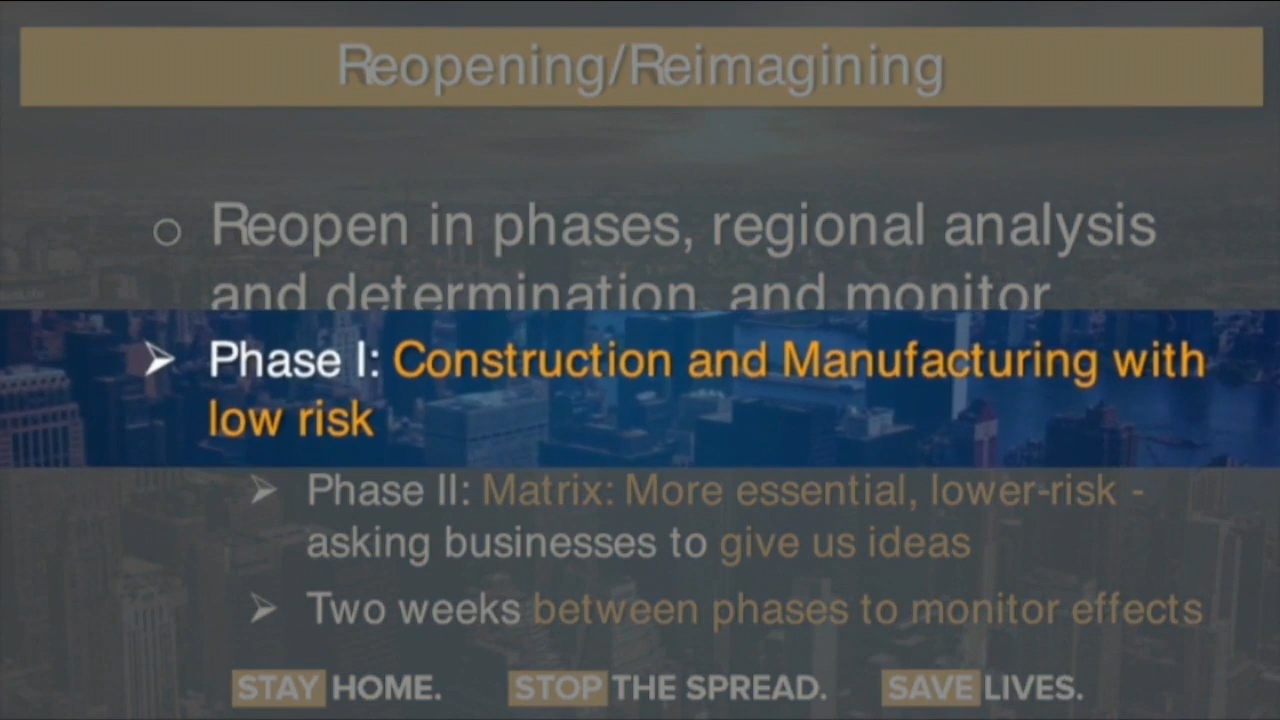 Reopening/Reimagining
○ Reopen in phases, regional analysis
and determination, and monitor
➢ Phase I: Construction and Manufacturing with
low risk
➢ Phase II: Matrix: More essential, lower-risk -
asking businesses to give us ideas
➢ Two weeks between phases to monitor effects
STAY HOME. STOP THE SPREAD. SAVE LIVES.